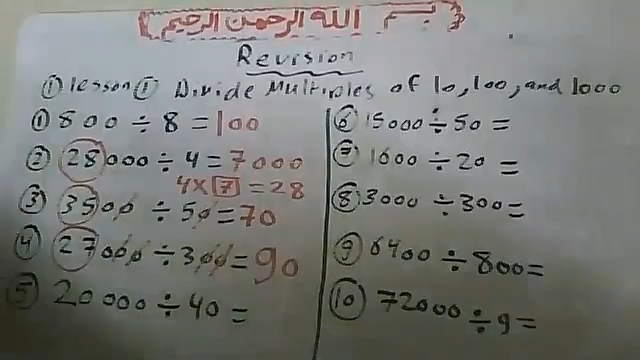 بسم الله الرحمن الرحيم
Revision
① lesson ① Divide Multiples of 10, 100, and 1000
① 800 ÷ 8 = 100
② 28000 ÷ 4 = 7000
4 × 7 = 28
③ 3500 ÷ 50 = 70
④ 27000 ÷ 300 = 90
⑤ 20000 ÷ 40 =
⑥ 15000 ÷ 50 =
⑦ 1600 ÷ 20 =
⑧ 3000 ÷ 300 =
⑨ 6400 ÷ 800 =
⑩ 72000 ÷ 9 =